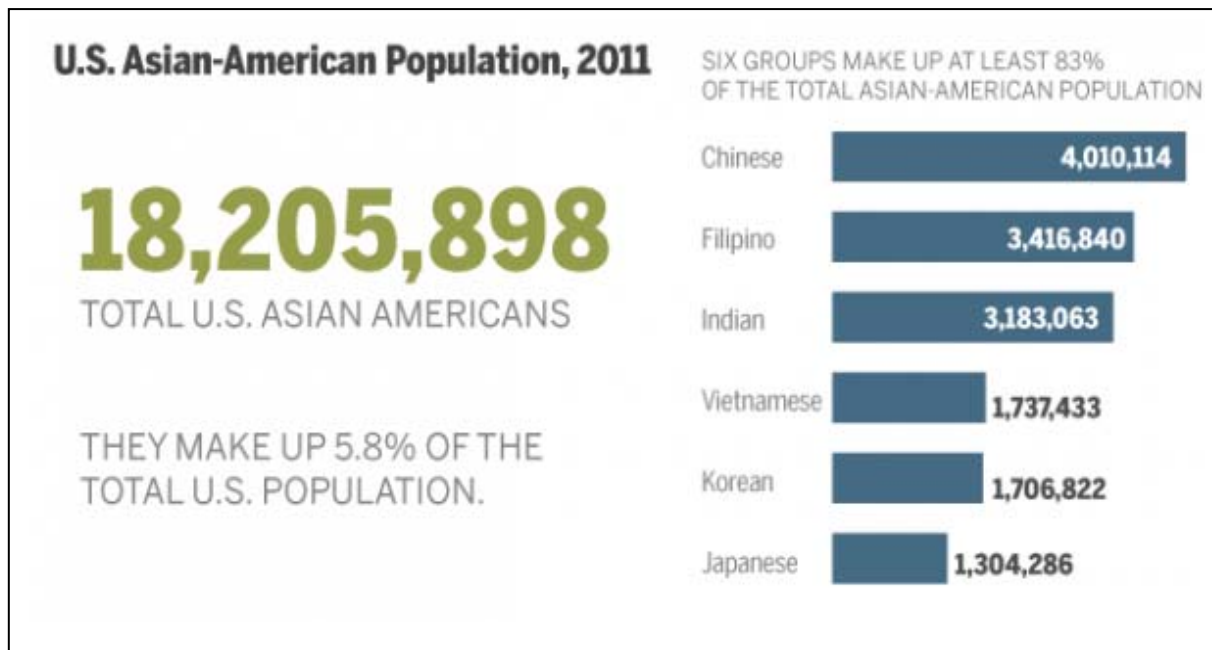 U.S. Asian-American Population, 2011
18,205,898
TOTAL U.S. ASIAN AMERICANS
THEY MAKE UP 5.8% OF THE
TOTAL U.S. POPULATION.
SIX GROUPS MAKE UP AT LEAST 83%
OF THE TOTAL ASIAN-AMERICAN POPULATION
Chinese 4,010,114
Filipino 3,416,840
Indian 3,183,063
Vietnamese 1,737,433
Korean 1,706,822
Japanese 1,304,286